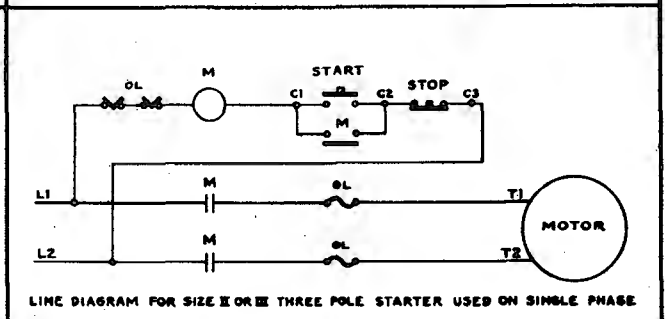 START
OL M C1 C2 STOP C3
M
L1 M OL T1
MOTOR
L2 M OL T2
LINE DIAGRAM FOR SIZE II OR III THREE POLE STARTER USED ON SINGLE PHASE